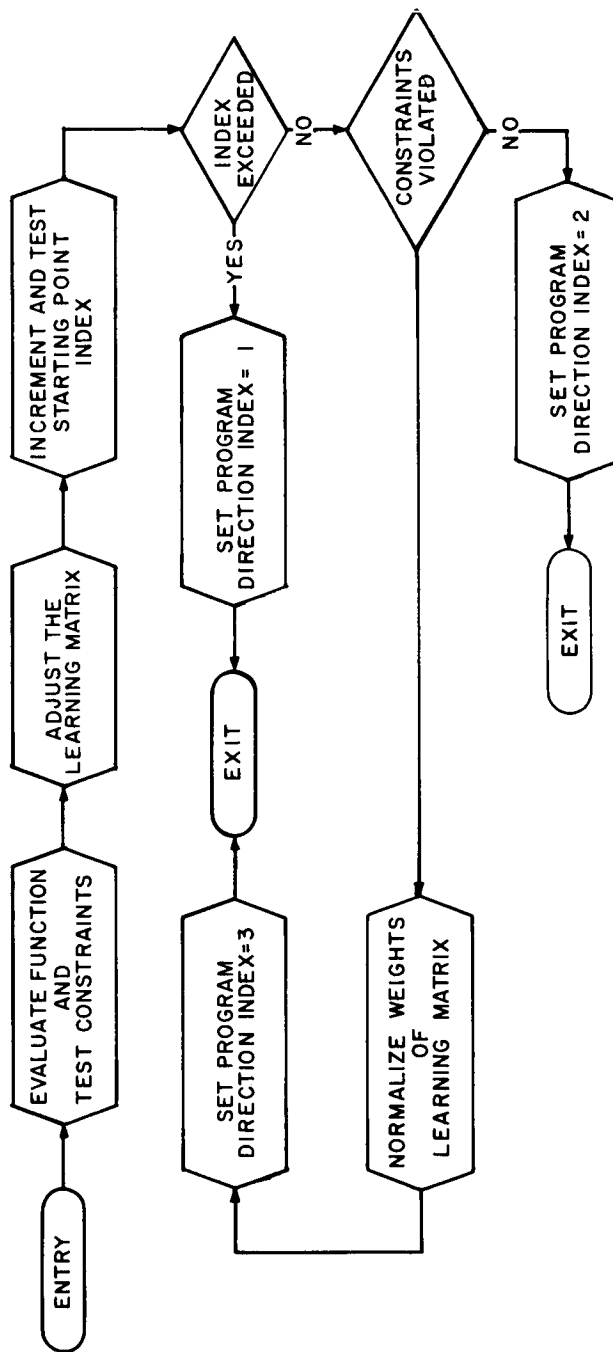 ENTRY
EVALUATE FUNCTION
AND
TEST CONSTRAINTS
ADJUST THE
LEARNING MATRIX
INCREMENT AND TEST
STARTING POINT
INDEX
INDEX
EXCEEDED
YES
NO
SET PROGRAM
DIRECTION INDEX= 1
EXIT
SET PROGRAM
DIRECTION INDEX=3
CONSTRAINTS
VIOLATED
NO
NORMALIZE WEIGHTS
OF
LEARNING MATRIX
SET PROGRAM
DIRECTION INDEX= 2
EXIT